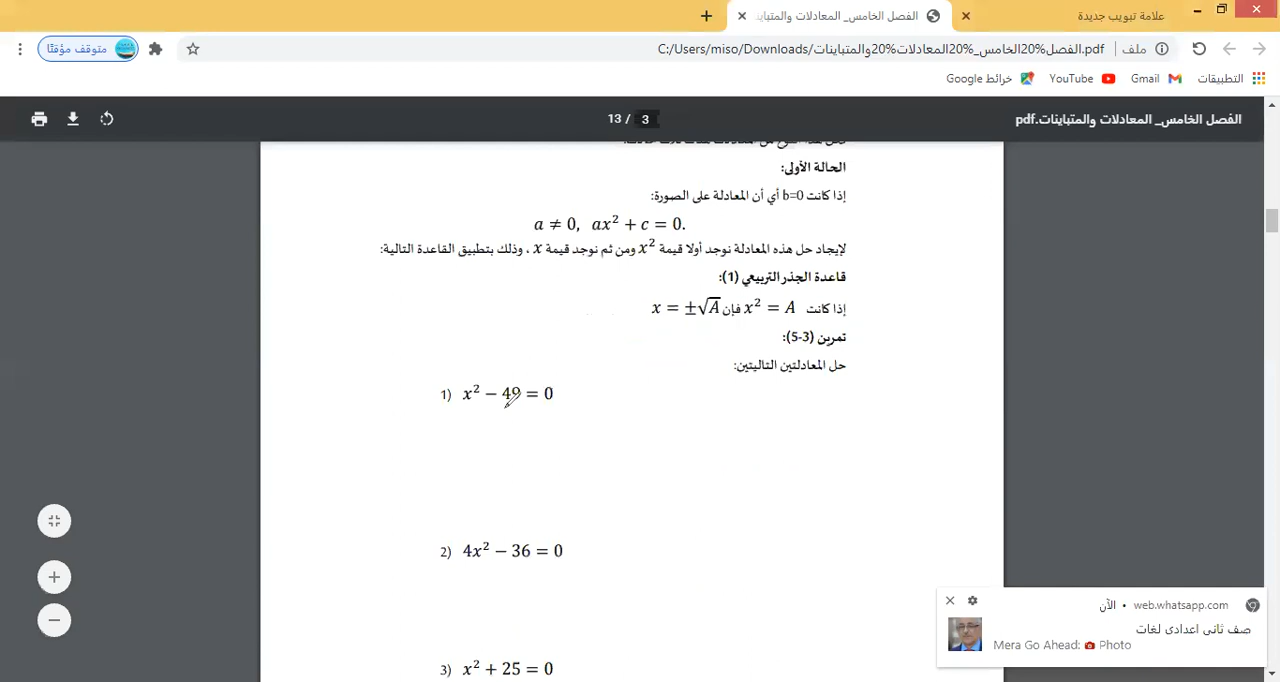 علامة تبويب جديدة
الفصل الخامس_ المعادلات والمتباينا
متوقف مؤقتًا
ملف
C:/Users/miso/Downloads/الفصل%20الخامس_%20المعادلات%20والمتباينات.pdf
التطبيقات
Gmail
YouTube
خرائط Google
الفصل الخامس_ المعادلات والمتباينات.pdf
13 / 3
الحالة الأولى:
إذا كانت b=0 أي أن المعادلة على الصورة:
a ≠ 0, ax² + c = 0.
لإيجاد حل هذه المعادلة نوجد أولا قيمة x² ومن ثم نوجد قيمة x ، وذلك بتطبيق القاعدة التالية:
قاعدة الجذر التربيعي (1):
إذا كانت x² = A فإن x = ±√A
تمرين (3-5):
حل المعادلتين التاليتين:
1) x² − 49 = 0
2) 4x² − 36 = 0
3) x² + 25 = 0
web.whatsapp.com • الآن
صف ثانى اعدادى لغات
Mera Go Ahead: 📷 Photo